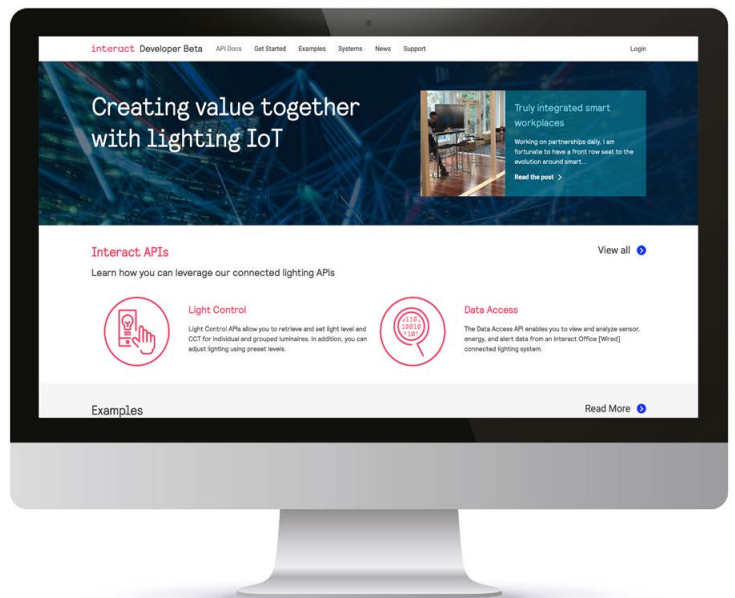 interact Developer Beta API Docs Get Started Examples Systems News Support Login
Creating value together
with lighting IoT
Truly integrated smart
workplaces
Working on partnerships daily, I am
fortunate to have a front row seat to the
evolution around smart...
Read the post >
Interact APIs
View all
Learn how you can leverage our connected lighting APIs
Light Control
Light Control APIs allow you to retrieve and set light level and
CCT for individual and grouped luminaires. In addition, you can
adjust lighting using preset levels.
Data Access
The Data Access API enables you to view and analyze sensor,
energy, and alert data from an Interact Office [Wired]
connected lighting system.
Examples
Read More